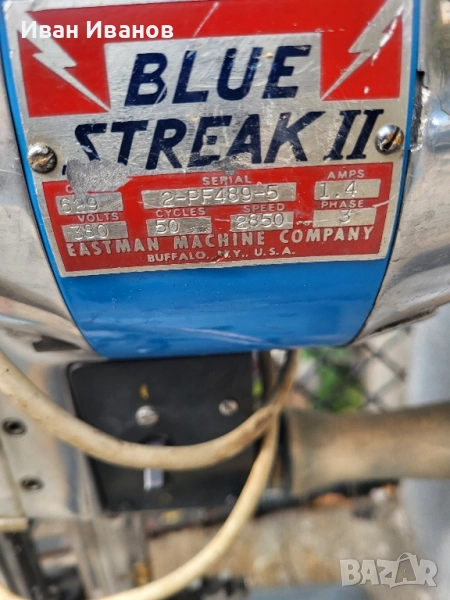 Иван Иванов
BLUE
STREAK II
SERIAL AMPS
629 2-PF489-5 1.4
VOLTS CYCLES SPEED PHASE
380 50 2850 3
EASTMAN MACHINE COMPANY
BUFFALO, N.Y., U.S.A.
BAZAR